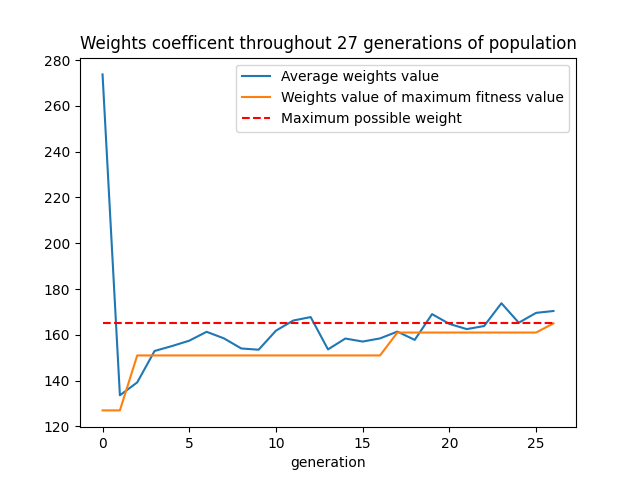 Weights coefficent throughout 27 generations of population
280
260
240
220
200
180
160
140
120
Average weights value
Weights value of maximum fitness value
Maximum possible weight
0 5 10 15 20 25
generation